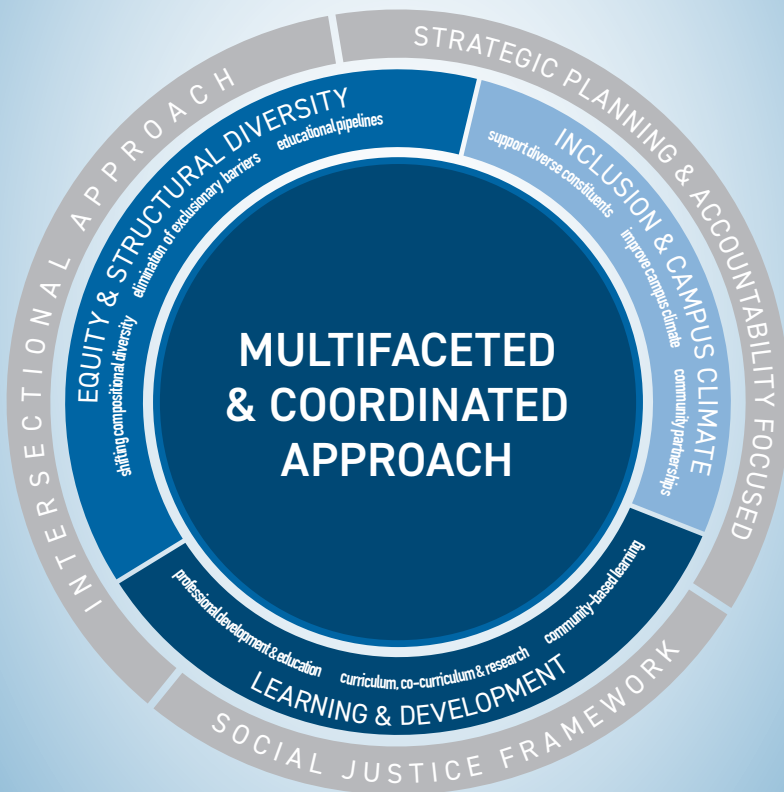 INTERSECTIONAL APPROACH
STRATEGIC PLANNING & ACCOUNTABILITY FOCUSED
SOCIAL JUSTICE FRAMEWORK
EQUITY & STRUCTURAL DIVERSITY
shifting compositional diversity
elimination of exclusionary barriers
educational pipelines
INCLUSION & CAMPUS CLIMATE
support diverse constituents
improve campus climate
community partnerships
professional development & education
curriculum, co-curriculum & research
community-based learning
LEARNING & DEVELOPMENT
MULTIFACETED
& COORDINATED
APPROACH